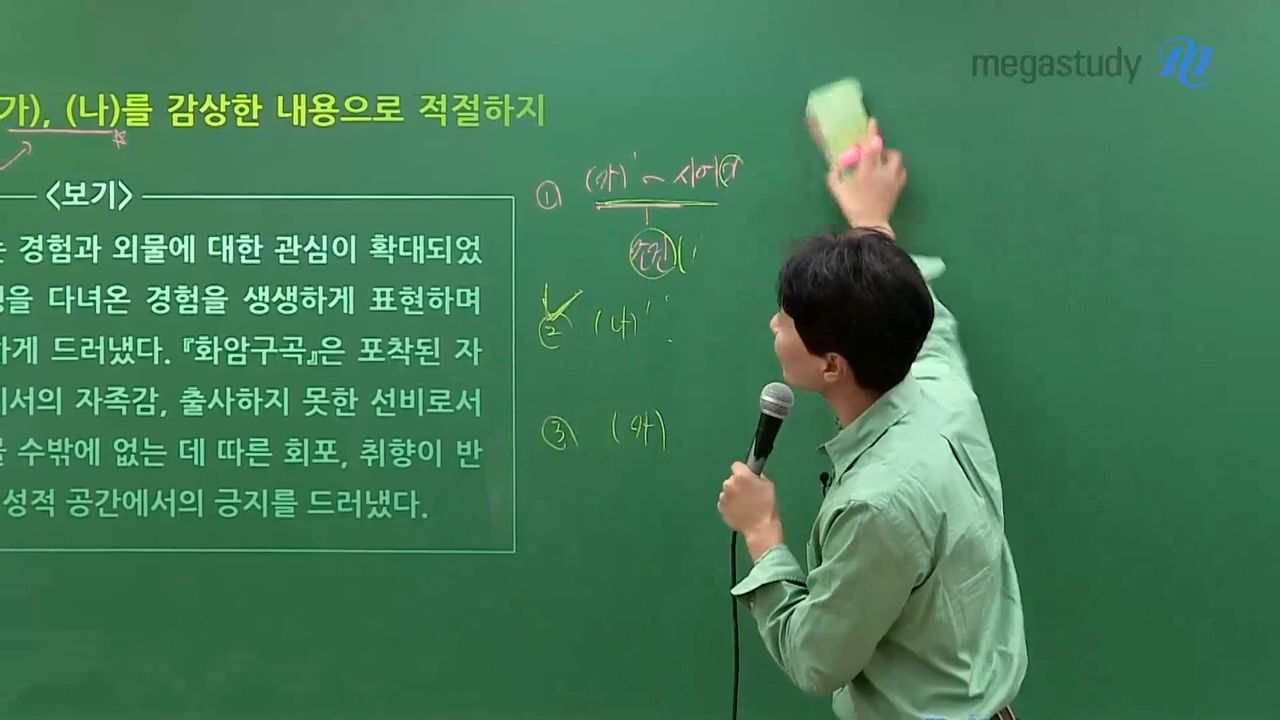 megastudy
가), (나)를 감상한 내용으로 적절하지
<보기>
는 경험과 외물에 대한 관심이 확대되었
을 다녀온 경험을 생생하게 표현하며
하게 드러냈다. 『화암구곡』은 포착된 자
에서의 자족감, 출사하지 못한 선비로서
수밖에 없는 데 따른 회포, 취향이 반
성적 공간에서의 긍지를 드러냈다.
①
② (나)
③